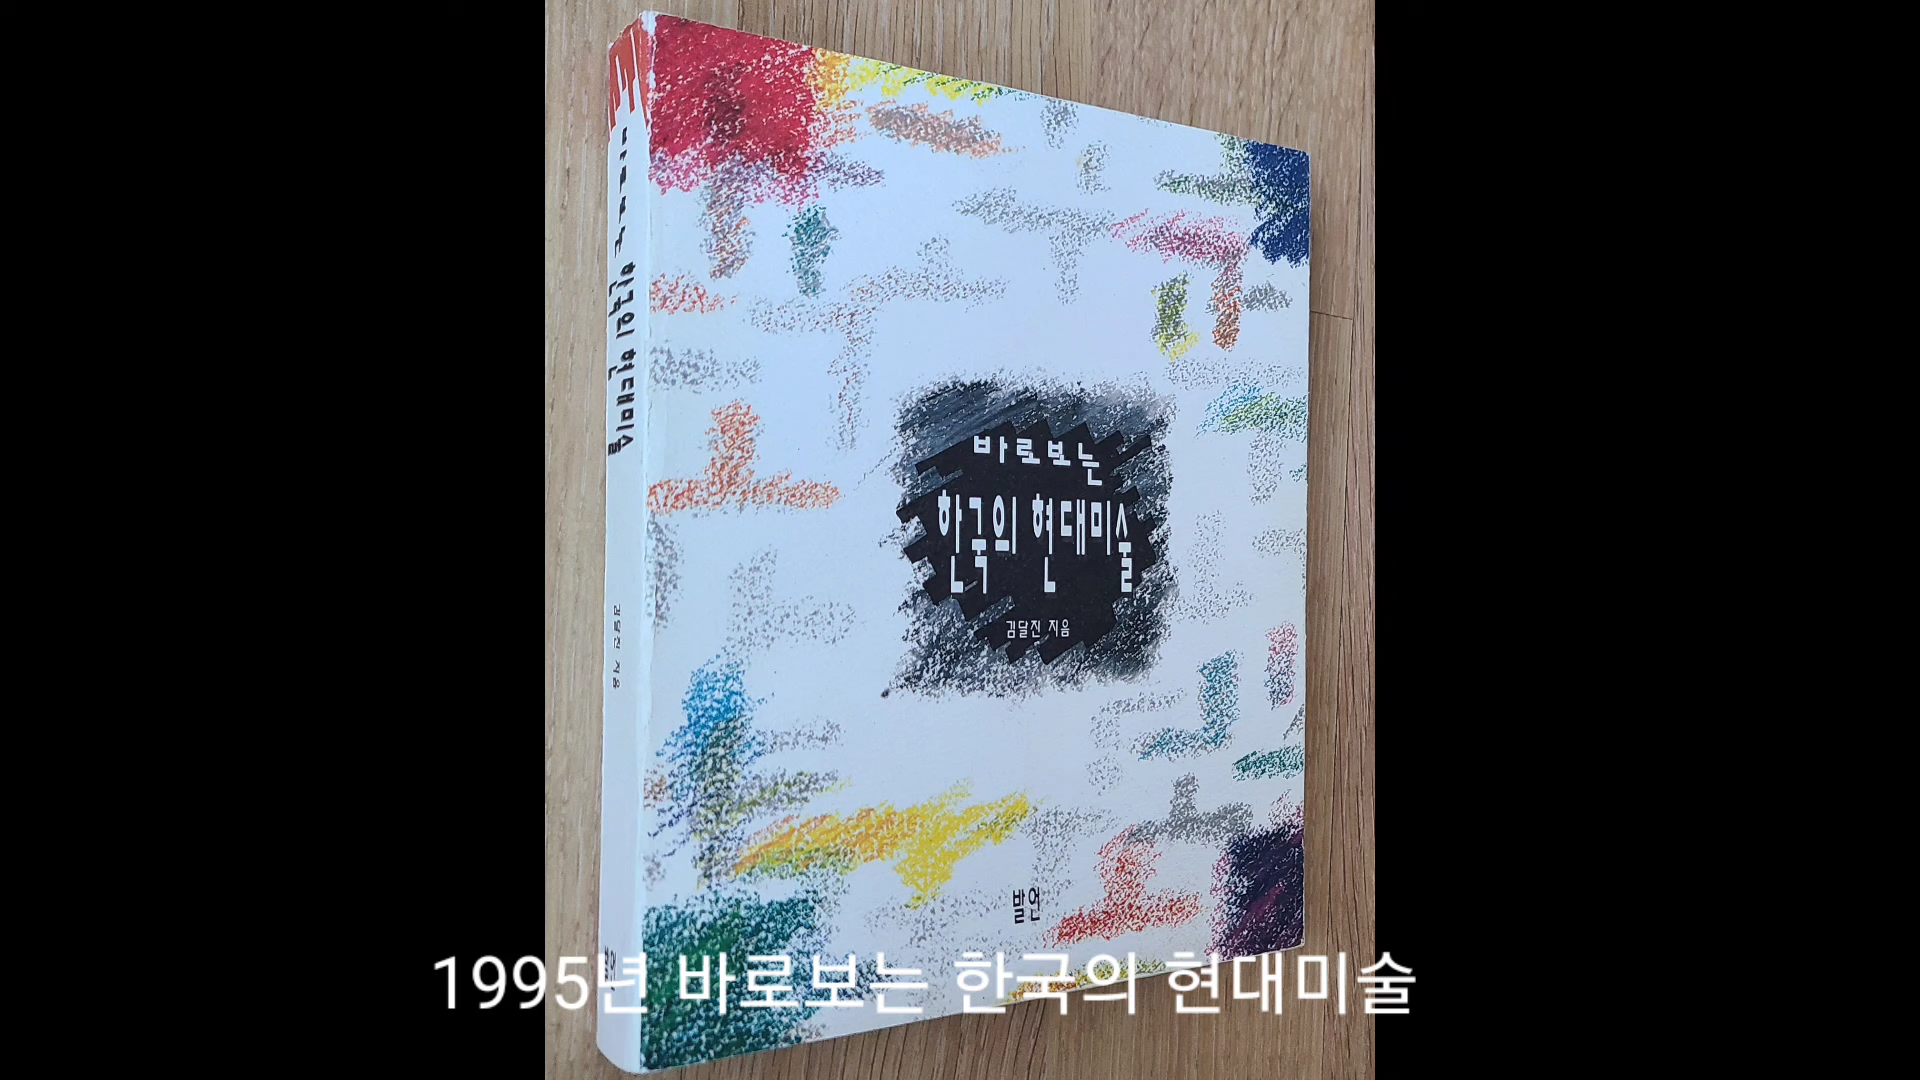 바로보는 한국의 현대미술
김달진 지음
바로보는
한국의 현대미술
김달진 지음
발언
1995년 바로보는 한국의 현대미술